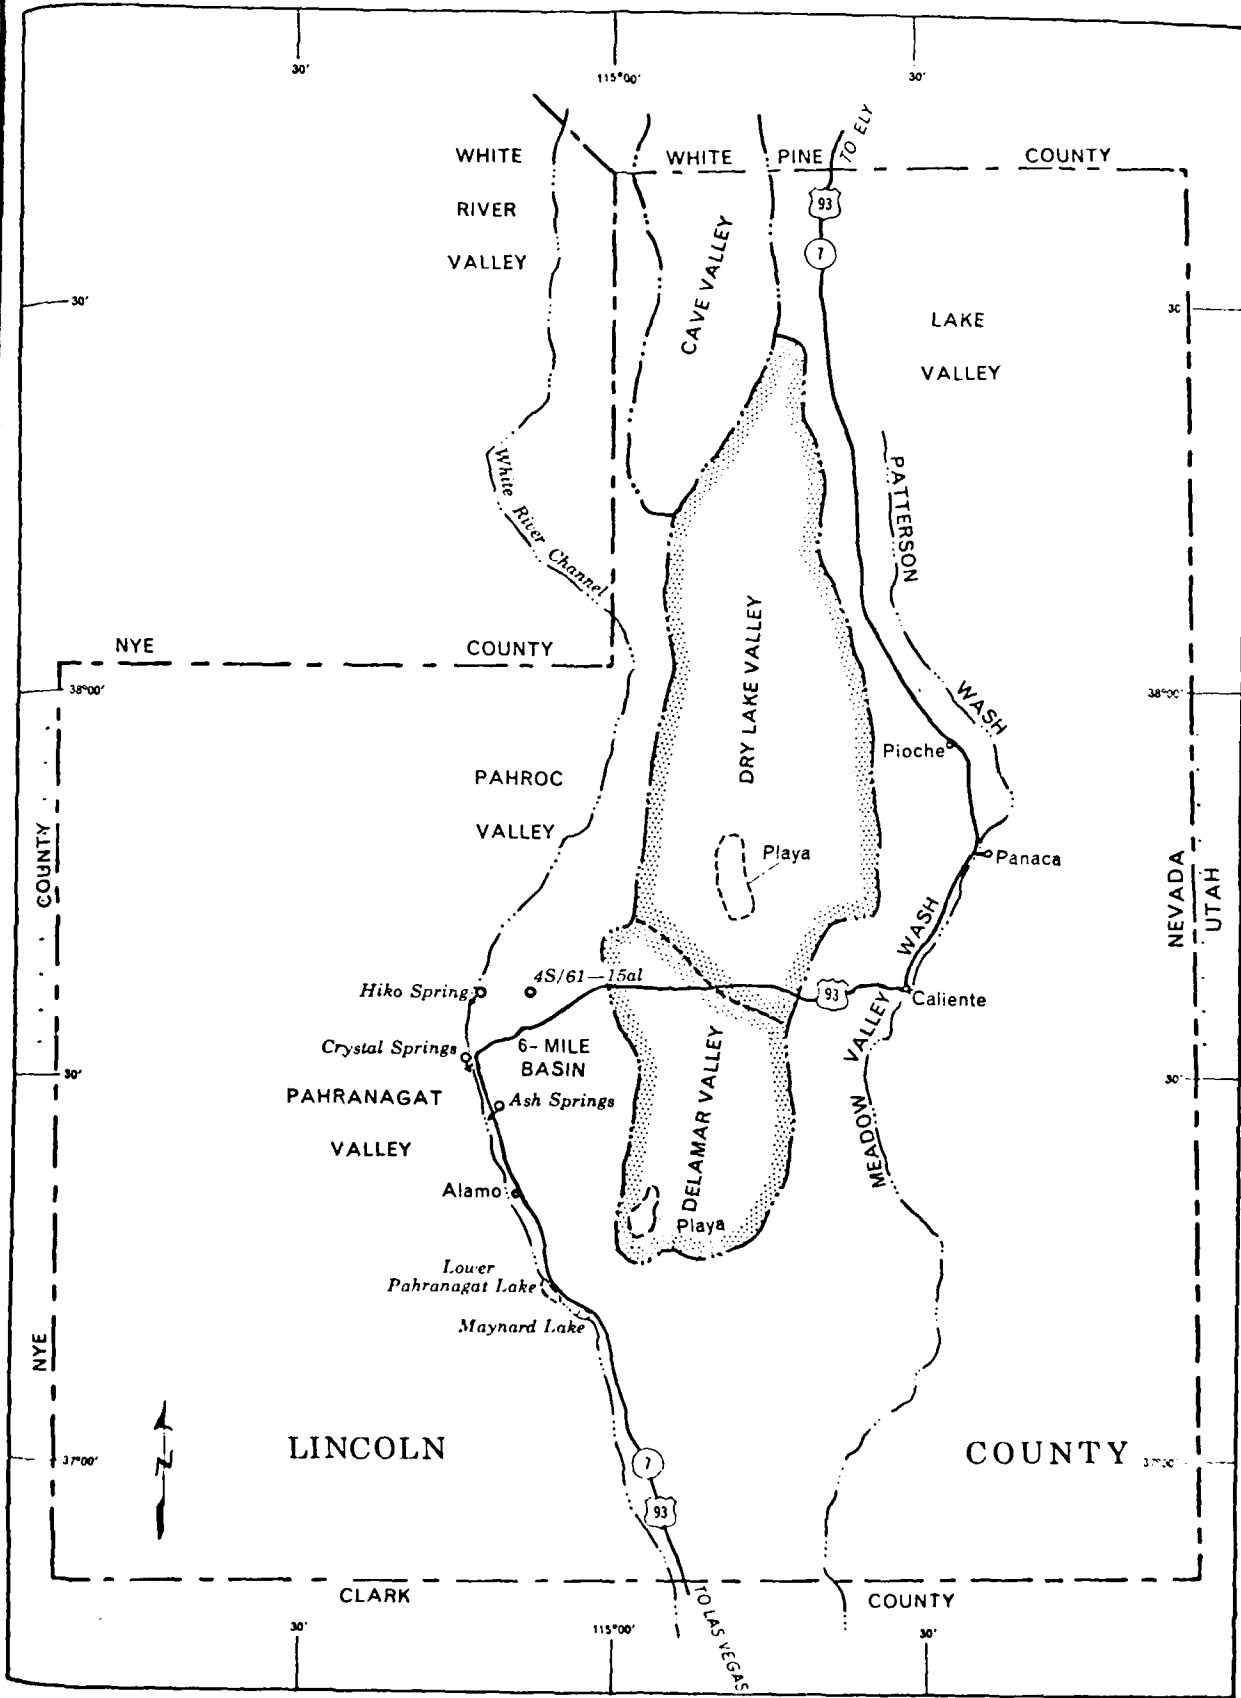 30'
115°00'
30'
TO ELY
WHITE
RIVER
VALLEY
WHITE PINE COUNTY
93
7
CAVE VALLEY
30'
LAKE
VALLEY
30
White River Channel
PATTERSON
WASH
NYE COUNTY
38°00'
38°00'
DRY LAKE VALLEY
Pioche
PAHROC
VALLEY
Playa
Panaca
COUNTY
NYE
NEVADA
UTAH
WASH
VALLEY
MEADOW
4S/61—15a1
Hiko Spring
93
Caliente
Crystal Springs
6-MILE
BASIN
30'
30'
PAHRANAGAT
VALLEY
Ash Springs
DELAMAR VALLEY
Alamo
Playa
Lower
Pahranagat Lake
Maynard Lake
N
LINCOLN COUNTY
37°00'
37°00'
7
93
CLARK COUNTY
TO LAS VEGAS
30'
115°00'
30'